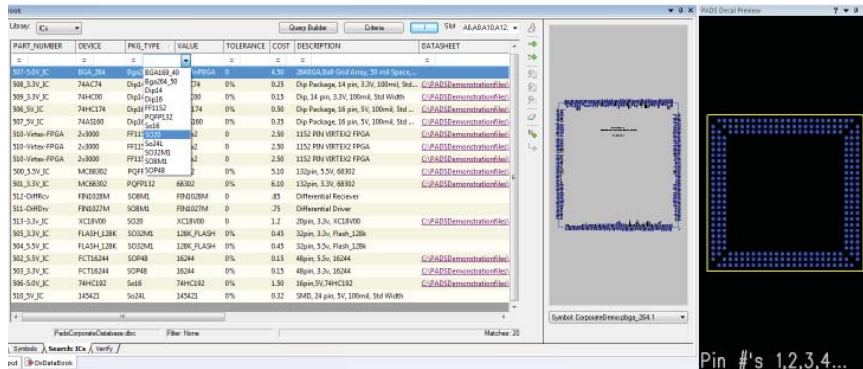 ook
PADS Decal Preview
Library: ICs
Query Builder
Criteria
Slot A6,A8,A10,A12,
PART_NUMBER DEVICE PKG_TYPE VALUE TOLERANCE COST DESCRIPTION DATASHEET
= = = = = = = =
507-5.0V_IC BGA_264 0 4.50
508_3.3V_IC 74AC74 0% 0.25 Dip Package, 14 pin, 3.3V, 100mil, Std...
509_3.3V_IC 74HC00 0% 0.15 Dip, 14 pin, 3.3V, 100mil, Std Width
506_5V_IC 74HC174 0% 0.50 Dip Package, 16 pin, 5V, 100mil, Std...
507_5V_IC 74AS160 0% 0.35 Dip Package, 16 pin, 5V, 100mil, Std...
510-Virtex-FPGA 2v3000 0 2.50 1152 PIN VIRTEX2 FPGA
510-Virtex-FPGA 2v3000 0 2.50 1152 PIN VIRTEX2 FPGA
510-Virtex-FPGA 2v3000 0 2.50 1152 PIN VIRTEX2 FPGA
500_5.5V_IC MC68302 0% 5.10 132pin, 5.5V, 68302
501_3.3V_IC MC68302 PQFP132 68302 0% 6.10 132pin, 3.3V, 68302
512-DiffRcv FIN1028M SO8M1 FIN1028M 0 .85 Differential Reciever
511-DiffDrv FIN1027M SO8M1 FIN1027M 0 .75 Differential Driver
513-3.3v_IC XC18V00 SO20 XC18V00 0 1.2 20pin, 3.3v, XC18V00
505_3.3V_IC FLASH_128K SO32M1 128K_FLASH 0% 0.45 32pin, 3.3v, Flash_128k
504_5.5V_IC FLASH_128K SO32M1 128K_FLASH 0% 0.45 32pin, 5.5v, Flash_128k
502_5.5V_IC FCT16244 SOP48 16244 0% 0.15 48pin, 5.5v, 16244
503_3.3V_IC FCT16244 SOP48 16244 0% 0.15 48pin, 3.3v, 16244
506-5.0V_IC 74HC192 So16 74HC192 0% 1.50 16pin,5V,74HC192
510_5V_IC 145421 So24L 145421 0% 0.32 SMD, 24 pin, 5V, 100mil, Std Width
BGA169_40
Bga264_50
Dip14
Dip16
FF1152
PQFP132
So16
SO20
So24L
SO32M1
SO8M1
SOP48
Symbol: CorporateDemo:pbga_264.1
PadsCorporateDatabase.dbc Filter: None Matches: 20
Symbols Search: ICs Verify
put DxDataBook
Pin #'s 1,2,3,4...